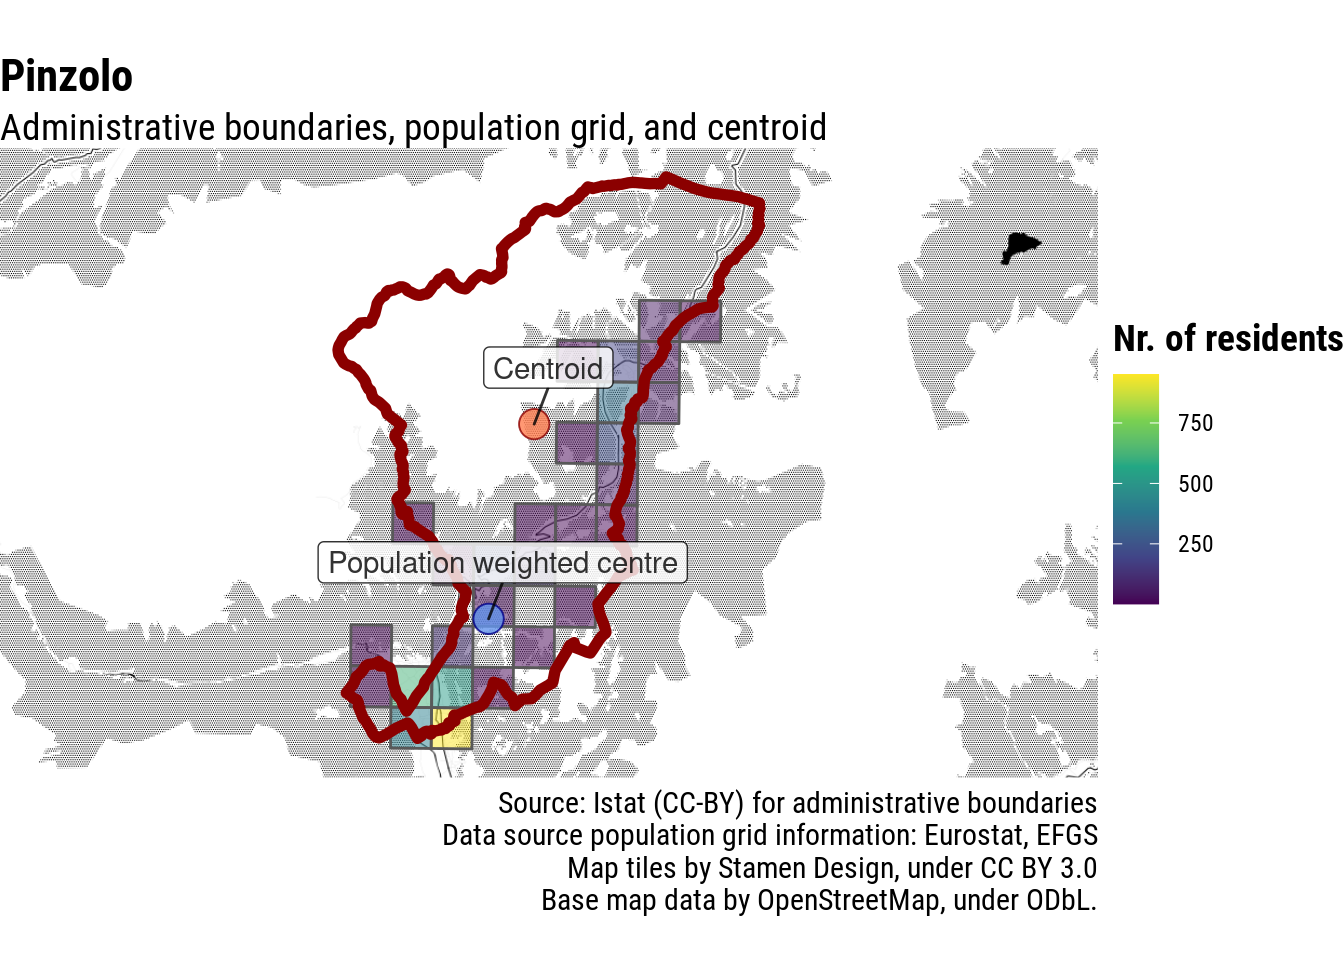 Pinzolo
Administrative boundaries, population grid, and centroid
Centroid
Population weighted centre
Nr. of residents
750
500
250
Source: Istat (CC-BY) for administrative boundaries
Data source population grid information: Eurostat, EFGS
Map tiles by Stamen Design, under CC BY 3.0
Base map data by OpenStreetMap, under ODbL.